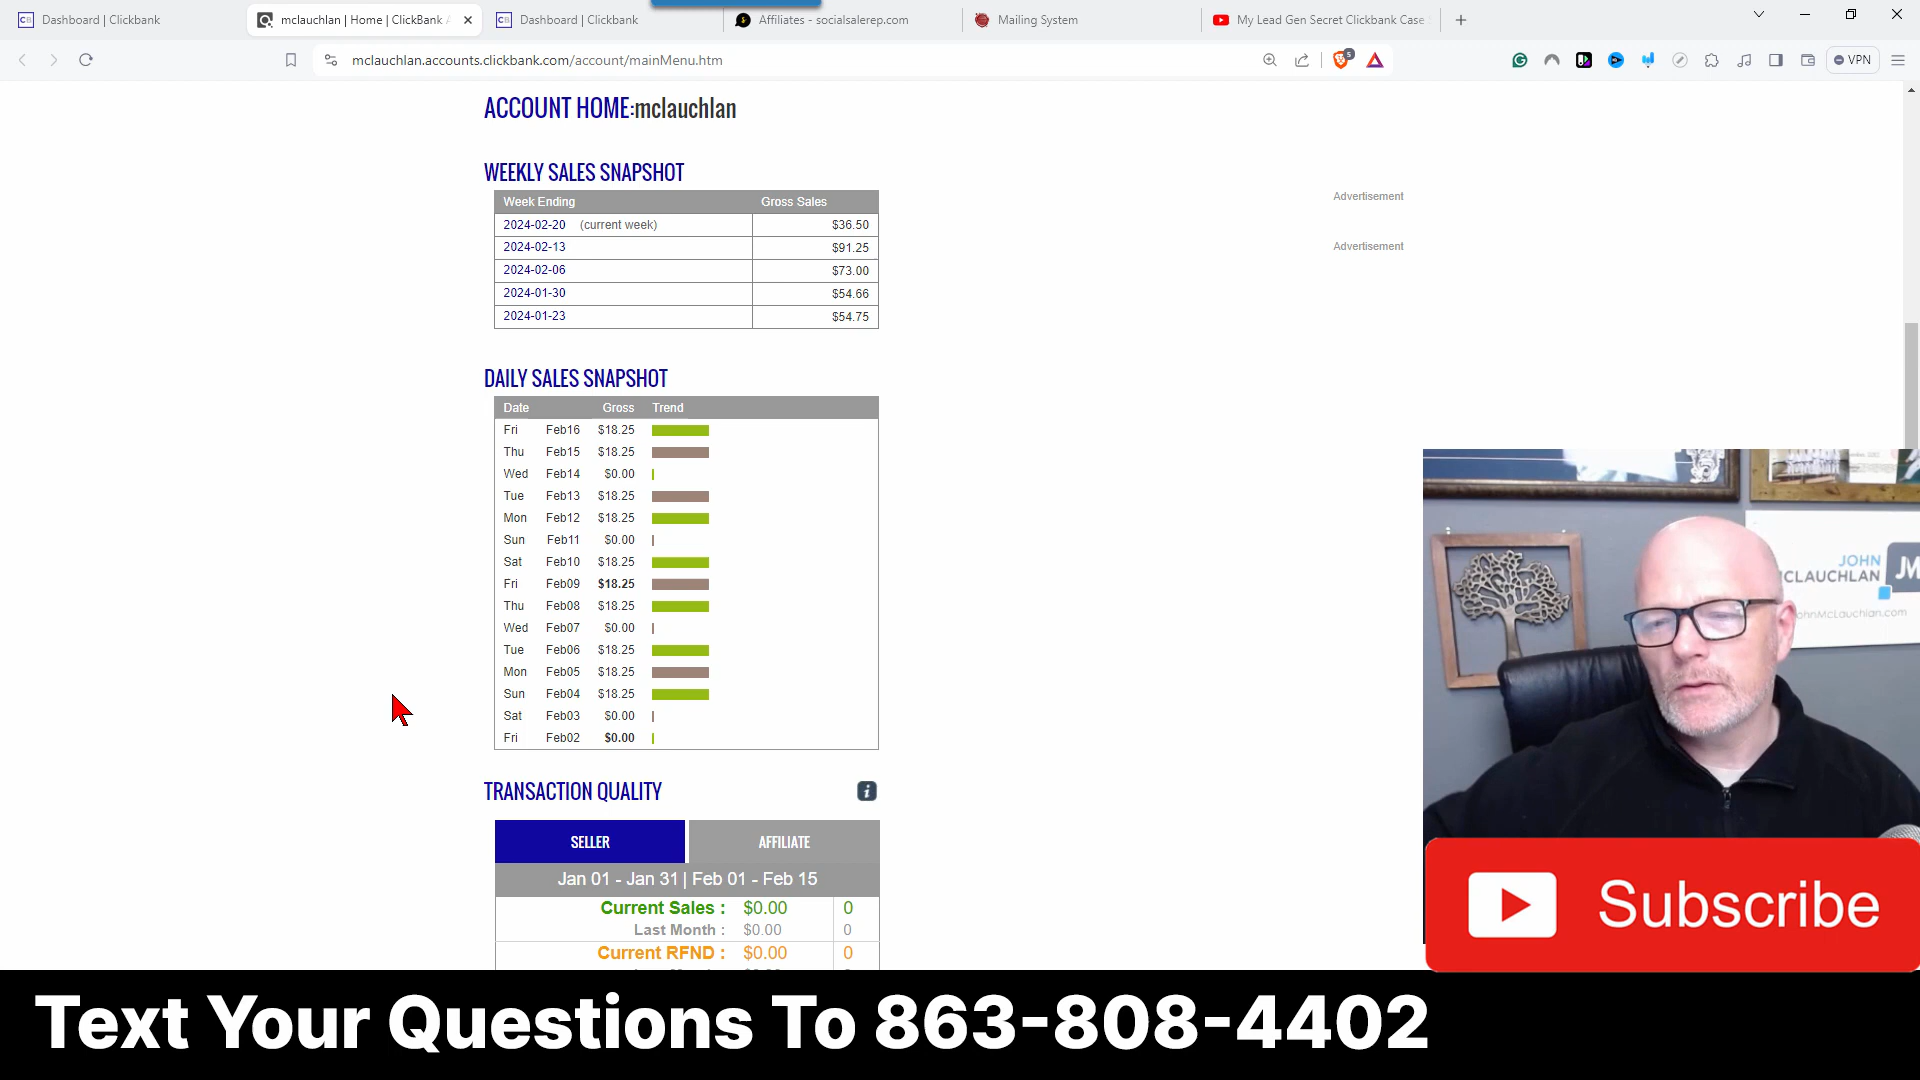 Dashboard | Clickbank
mclauchlan | Home | ClickBank A
Dashboard | Clickbank
Affiliates - socialsalerep.com
Mailing System
My Lead Gen Secret Clickbank Case
mclauchlan.accounts.clickbank.com/account/mainMenu.htm
5
VPN
ACCOUNT HOME:mclauchlan
WEEKLY SALES SNAPSHOT
Week Ending Gross Sales
2024-02-20 (current week) $36.50
2024-02-13 $91.25
2024-02-06 $73.00
2024-01-30 $54.66
2024-01-23 $54.75
Advertisement
Advertisement
DAILY SALES SNAPSHOT
Date Gross Trend
Fri Feb16 $18.25
Thu Feb15 $18.25
Wed Feb14 $0.00
Tue Feb13 $18.25
Mon Feb12 $18.25
Sun Feb11 $0.00
Sat Feb10 $18.25
Fri Feb09 $18.25
Thu Feb08 $18.25
Wed Feb07 $0.00
Tue Feb06 $18.25
Mon Feb05 $18.25
Sun Feb04 $18.25
Sat Feb03 $0.00
Fri Feb02 $0.00
TRANSACTION QUALITY
SELLER AFFILIATE
Jan 01 - Jan 31 | Feb 01 - Feb 15
Current Sales : $0.00 0
Last Month : $0.00 0
Current RFND : $0.00 0
JOHN
MCLAUCHLAN JM
JohnMcLauchlan.com
Subscribe
Text Your Questions To 863-808-4402